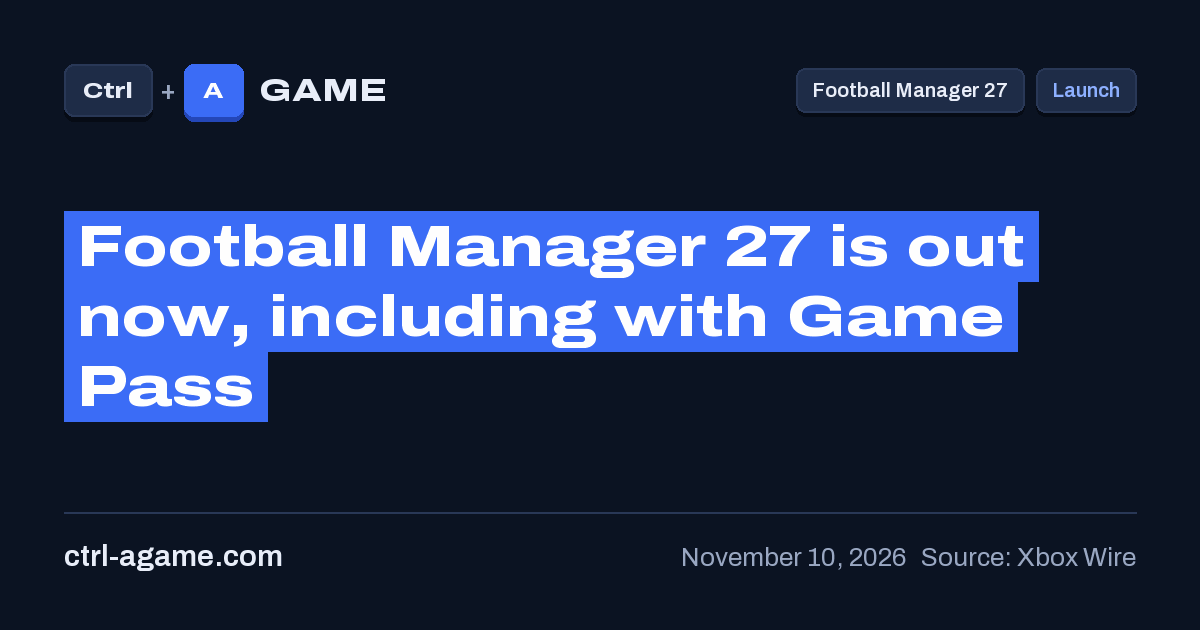 Ctrl + A GAME
Football Manager 27 Launch
Football Manager 27 is out
now, including with Game
Pass
ctrl-agame.com
November 10, 2026 Source: Xbox Wire